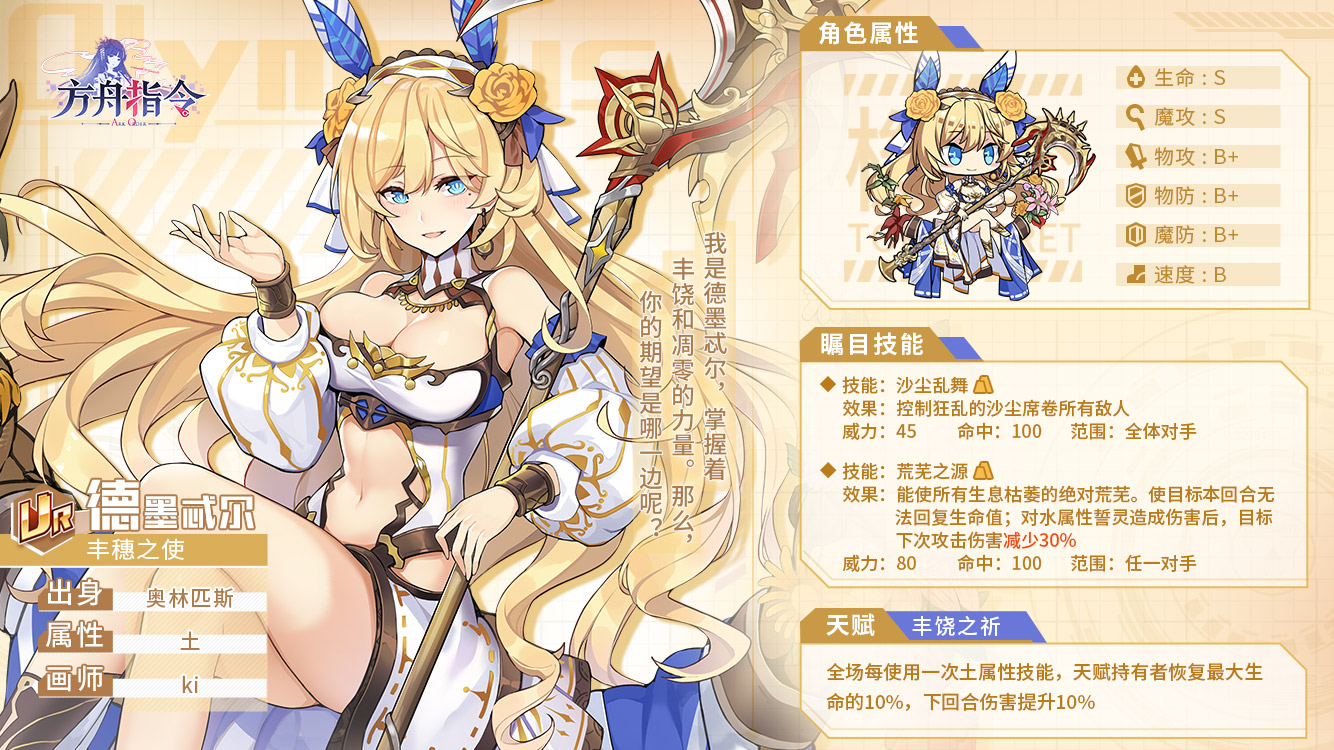 方舟指令
ARK ORDER
我是德墨忒尔，掌握着
丰饶和凋零的力量。那么，
你的期望是哪一边呢？
UR
德墨忒尔
丰穗之使
出身 奥林匹斯
属性 土
画师 ki
角色属性
生命：S
魔攻：S
物攻：B+
物防：B+
魔防：B+
速度：B
瞩目技能
技能：沙尘乱舞
效果：控制狂乱的沙尘席卷所有敌人
威力：45 命中：100 范围：全体对手
技能：荒芜之源
效果：能使所有生息枯萎的绝对荒芜。使目标本回合无
法回复生命值；对水属性誓灵造成伤害后，目标
下次攻击伤害减少30%
威力：80 命中：100 范围：任一对手
天赋 丰饶之祈
全场每使用一次土属性技能，天赋持有者恢复最大生
命的10%，下回合伤害提升10%